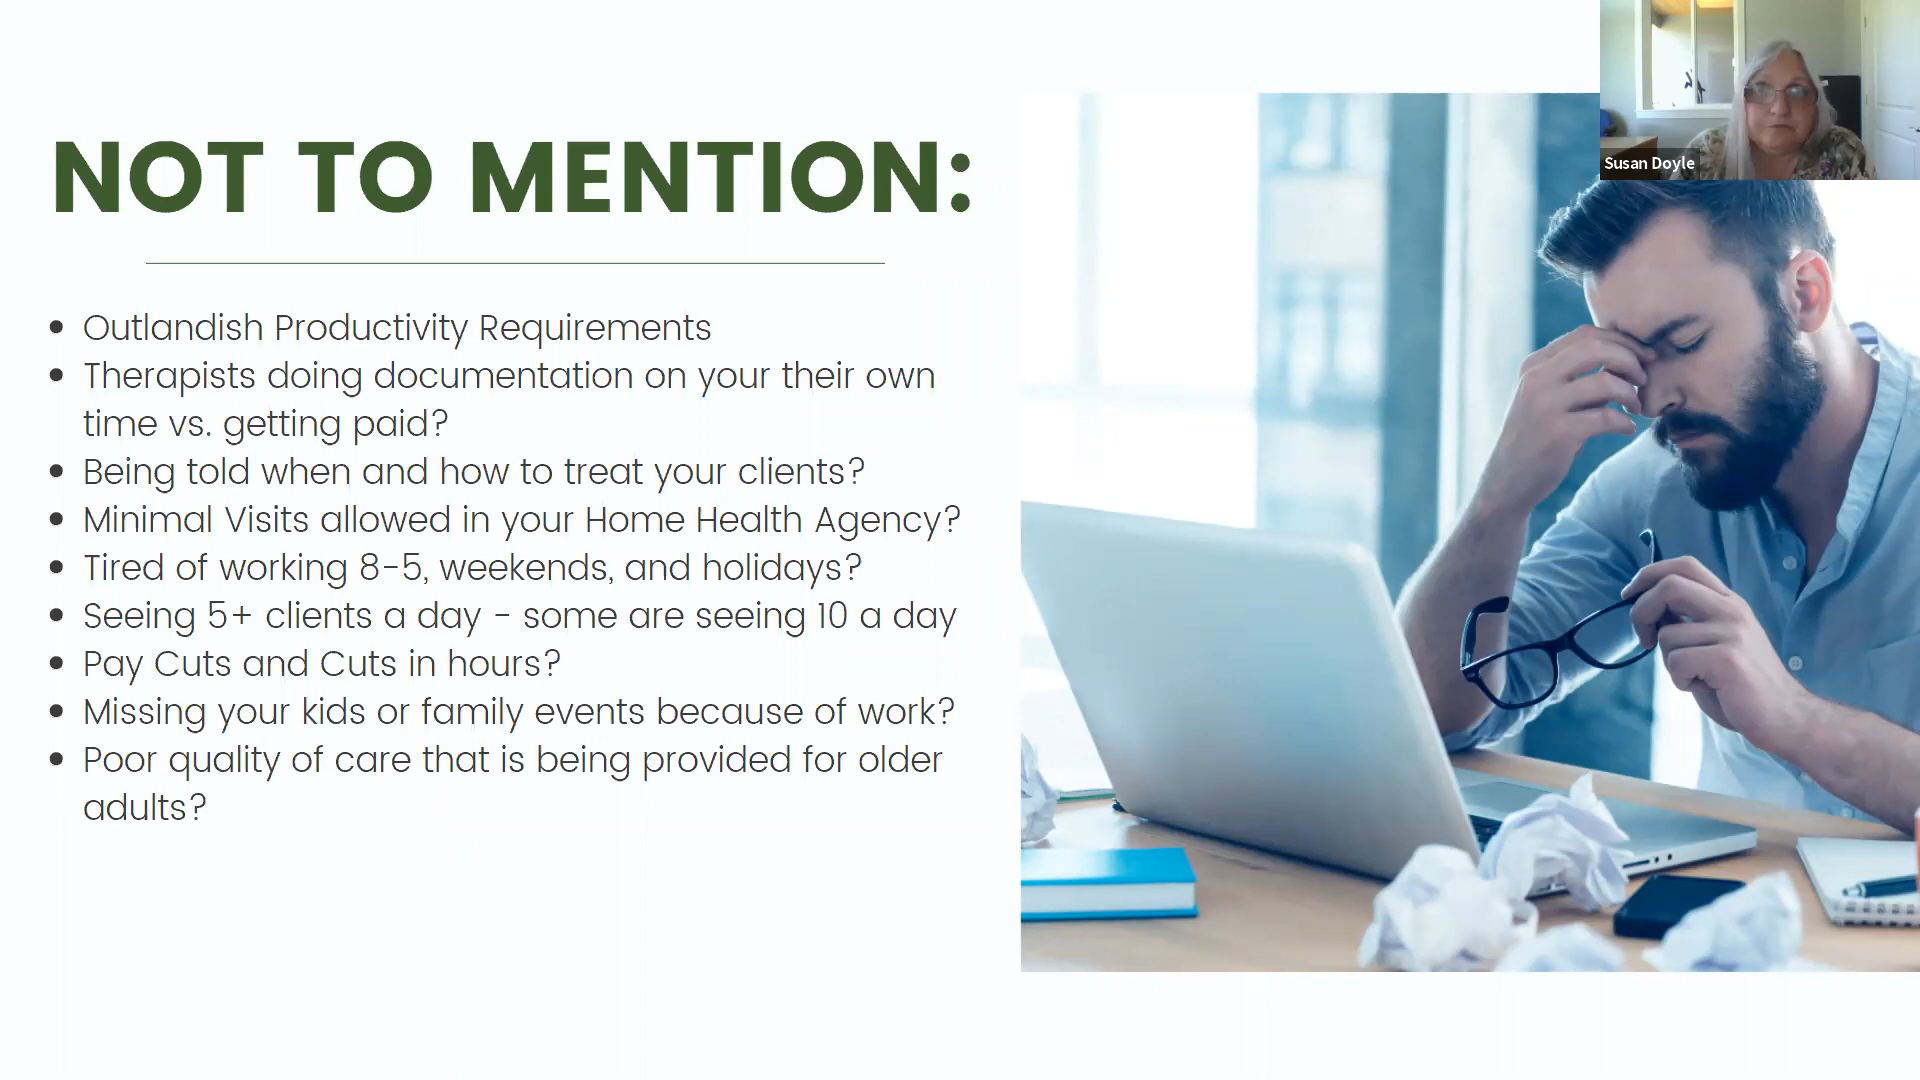 NOT TO MENTION:
Susan Doyle
• Outlandish Productivity Requirements
• Therapists doing documentation on your their own
time vs. getting paid?
• Being told when and how to treat your clients?
• Minimal Visits allowed in your Home Health Agency?
• Tired of working 8-5, weekends, and holidays?
• Seeing 5+ clients a day - some are seeing 10 a day
• Pay Cuts and Cuts in hours?
• Missing your kids or family events because of work?
• Poor quality of care that is being provided for older
adults?